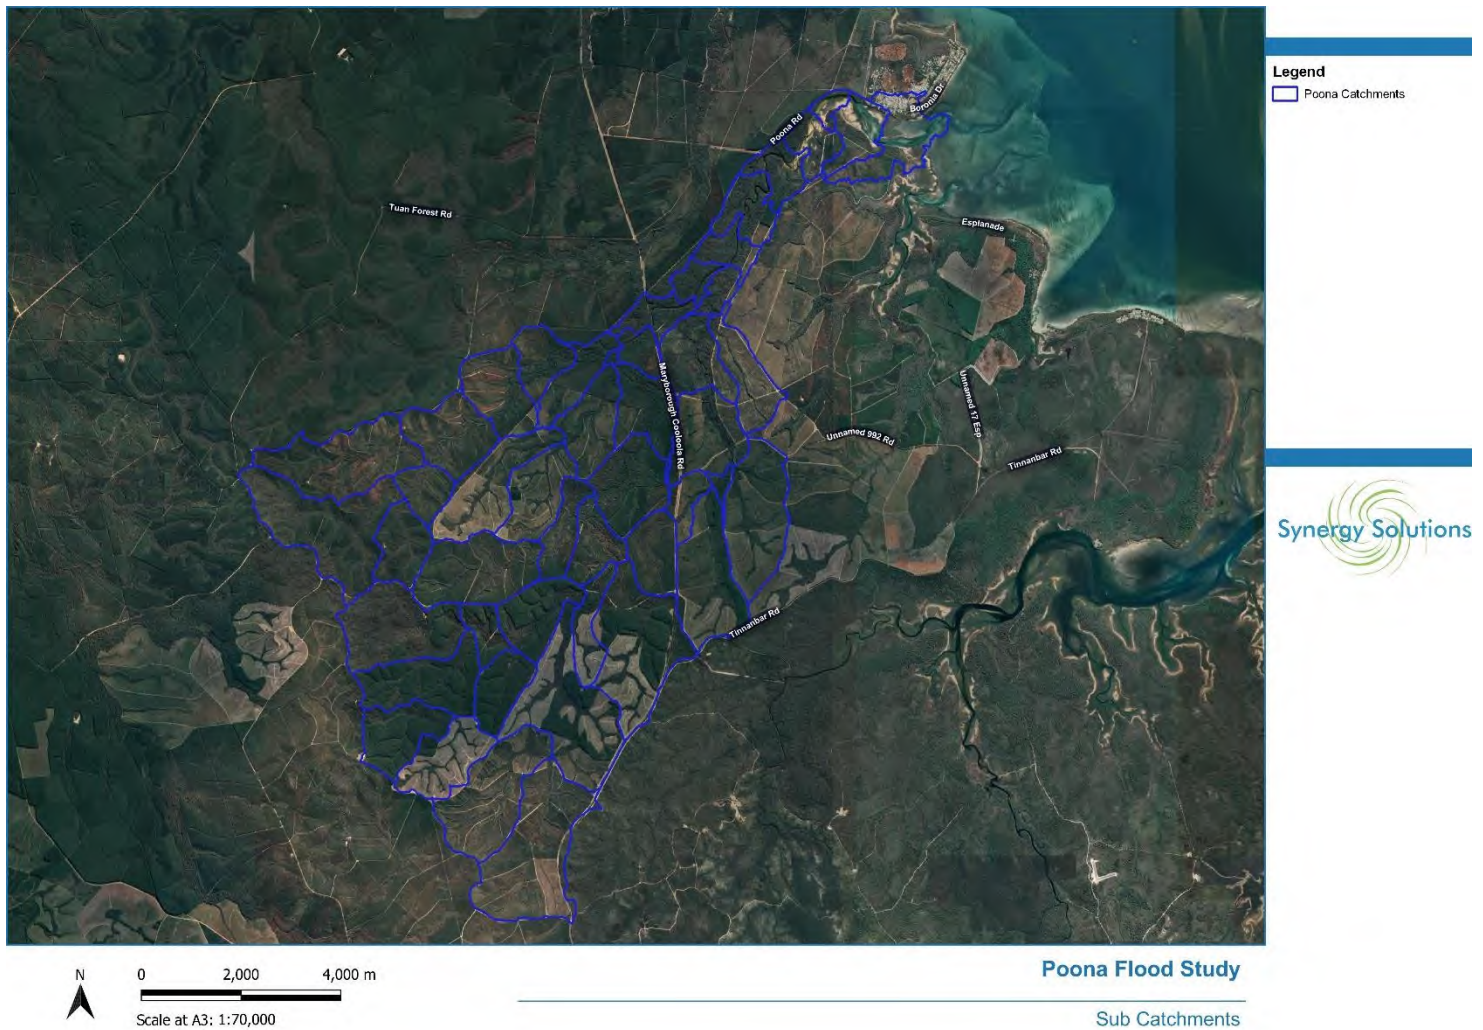 Legend
Poona Catchments
Boronia Dr
Poona Rd
Tuan Forest Rd
Esplanade
Maryborough Cooloola Rd
Unnamed 17 Esp
Unnamed 992 Rd
Tinnanbar Rd
Synergy Solutions
Tinnanbar Rd
N
0 2,000 4,000 m
Scale at A3: 1:70,000
Poona Flood Study
Sub Catchments